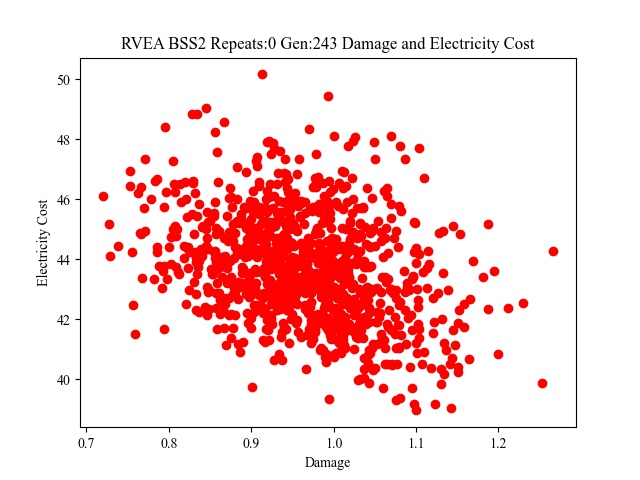 RVEA BSS2 Repeats:0 Gen:243 Damage and Electricity Cost
50
48
46
44
42
40
Electricity Cost
0.7 0.8 0.9 1.0 1.1 1.2
Damage